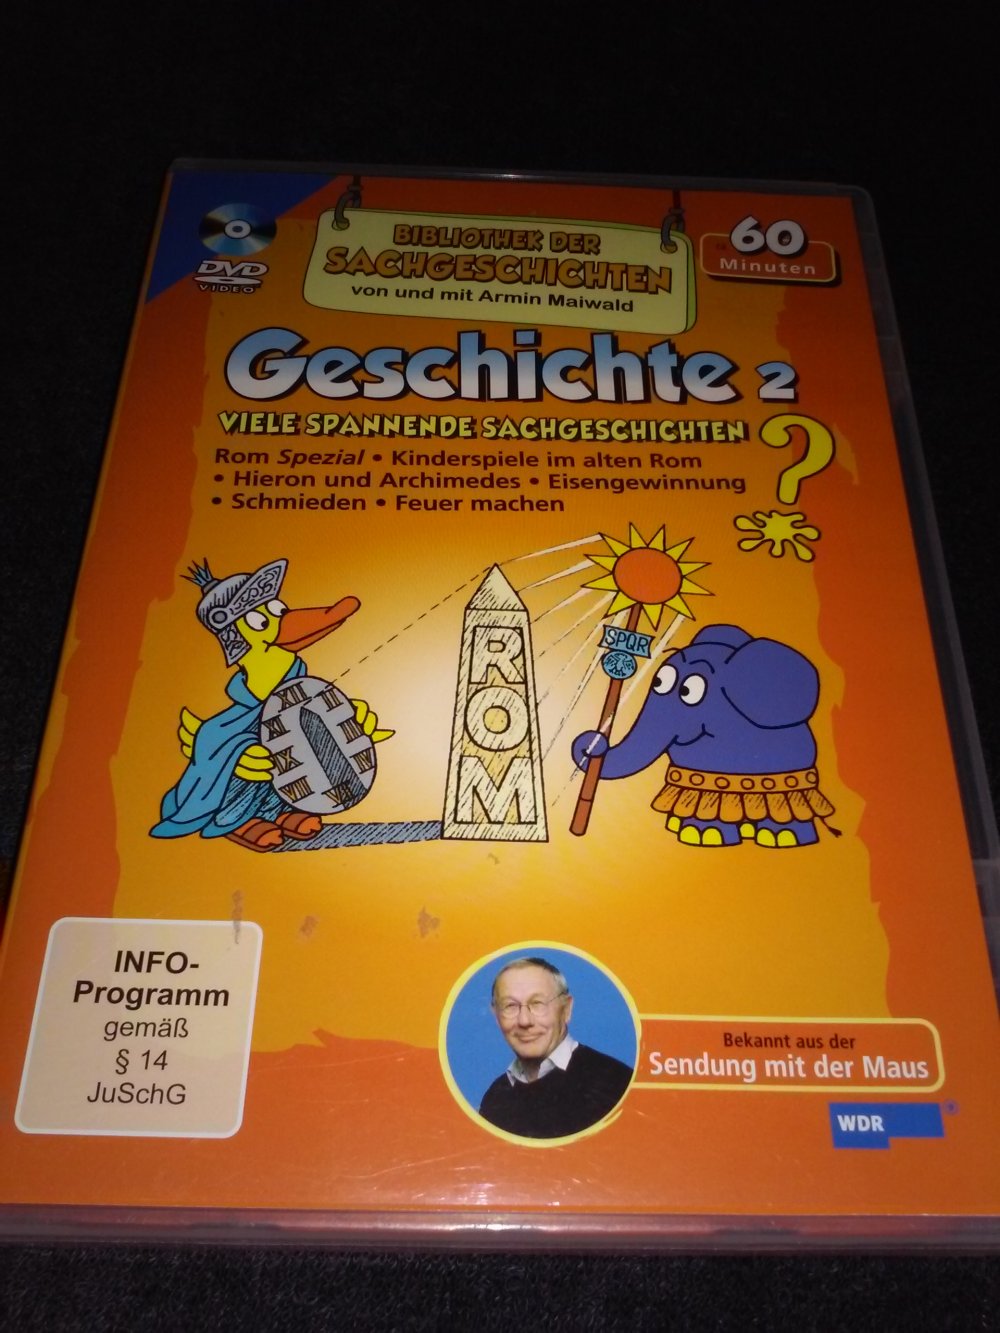 DVD
VIDEO
BIBLIOTHEK DER
SACHGESCHICHTEN
von und mit Armin Maiwald
60
Minuten
Geschichte 2
VIELE SPANNENDE SACHGESCHICHTEN
?
Rom Spezial • Kinderspiele im alten Rom
• Hieron und Archimedes • Eisengewinnung
• Schmieden • Feuer machen
SPQR
ROM
XII
INFO-
Programm
gemäß
§ 14
JuSchG
Bekannt aus der
Sendung mit der Maus
WDR